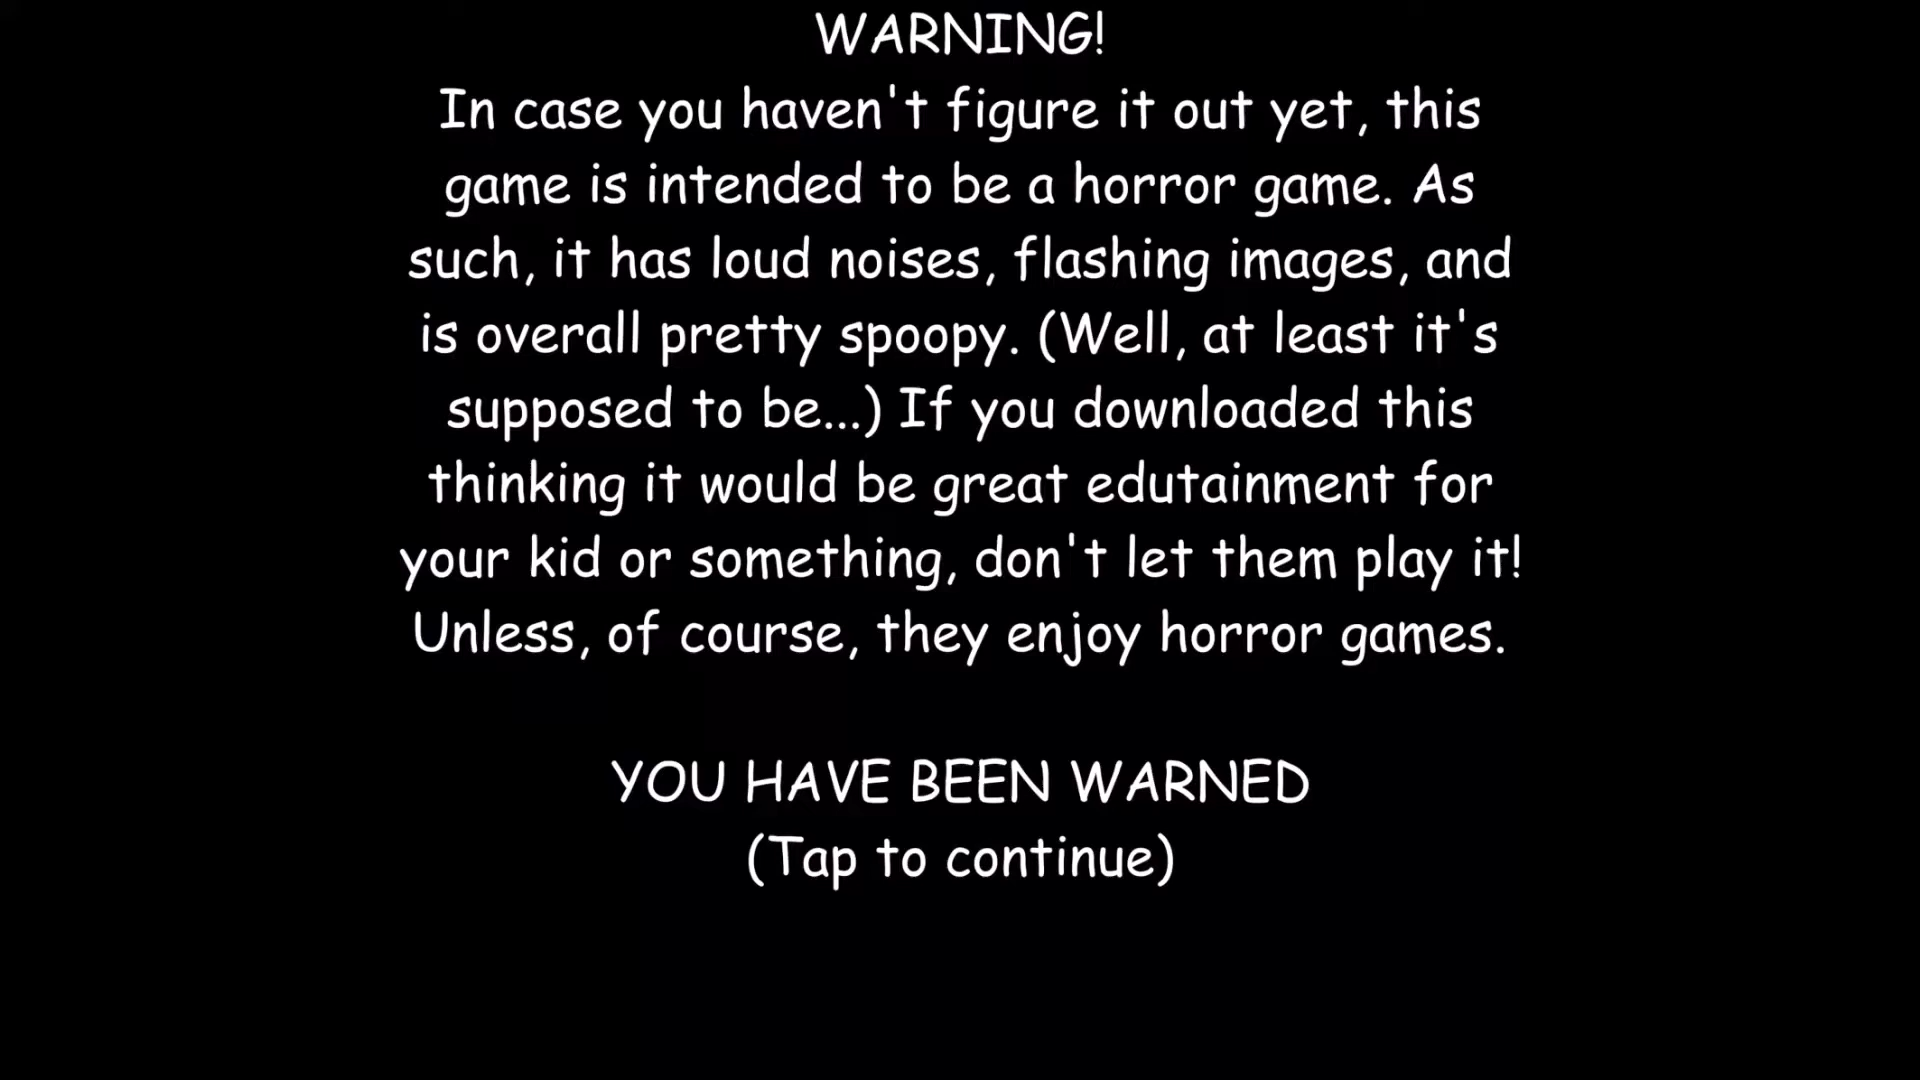 WARNING!
In case you haven't figure it out yet, this
game is intended to be a horror game. As
such, it has loud noises, flashing images, and
is overall pretty spoopy. (Well, at least it's
supposed to be...) If you downloaded this
thinking it would be great edutainment for
your kid or something, don't let them play it!
Unless, of course, they enjoy horror games.
YOU HAVE BEEN WARNED
(Tap to continue)